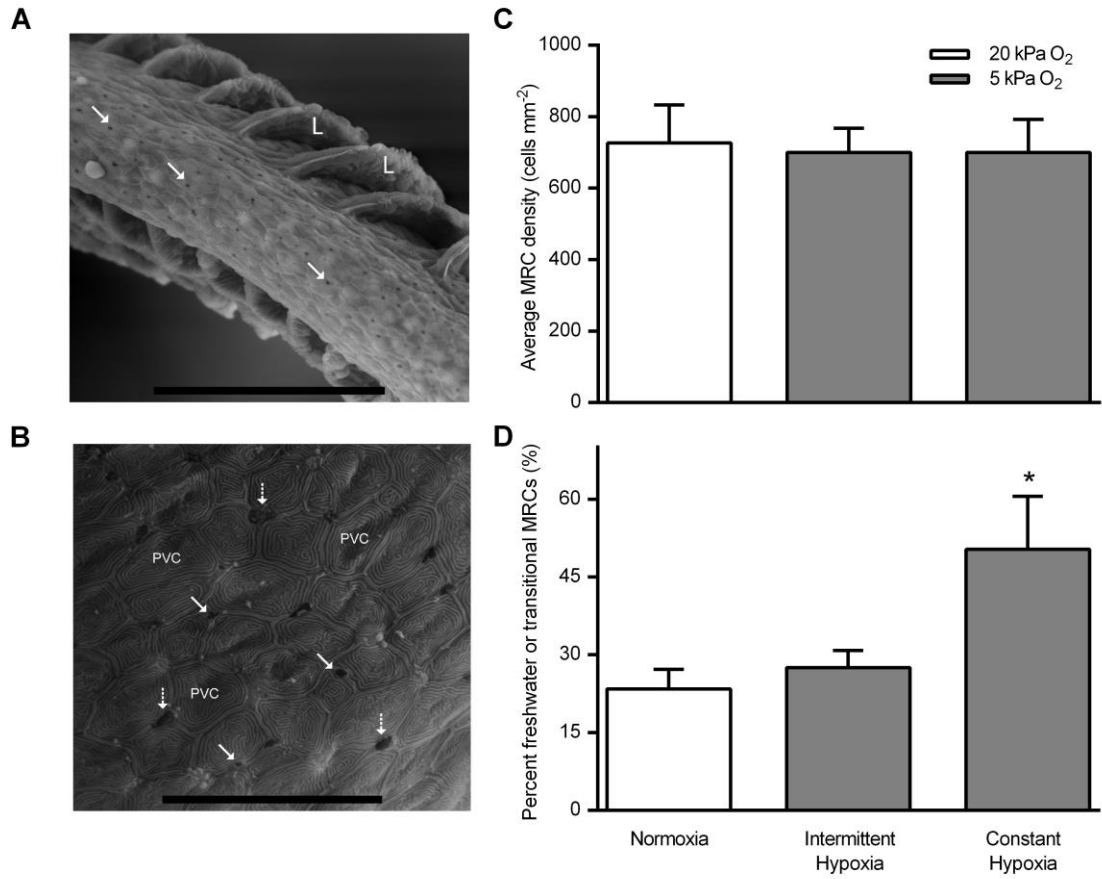 A
L
L
B
PVC
PVC
PVC
C
Average MRC density (cells mm⁻²)
1000
800
600
400
200
0
20 kPa O₂
5 kPa O₂
D
Percent freshwater or transitional MRCs (%)
60
45
30
15
0
*
Normoxia
Intermittent
Hypoxia
Constant
Hypoxia